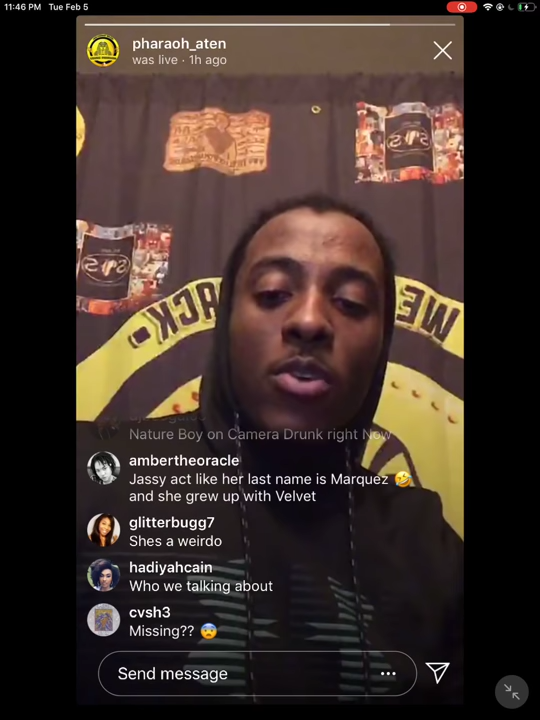 11:46 PM Tue Feb 5
pharaoh_aten
was live · 1h ago
WE
ACK
Nature Boy on Camera Drunk right Now
ambertheoracle
Jassy act like her last name is Marquez 🤣
and she grew up with Velvet
glitterbugg7
Shes a weirdo
hadiyahcain
Who we talking about
cvsh3
Missing?? 😨
Send message